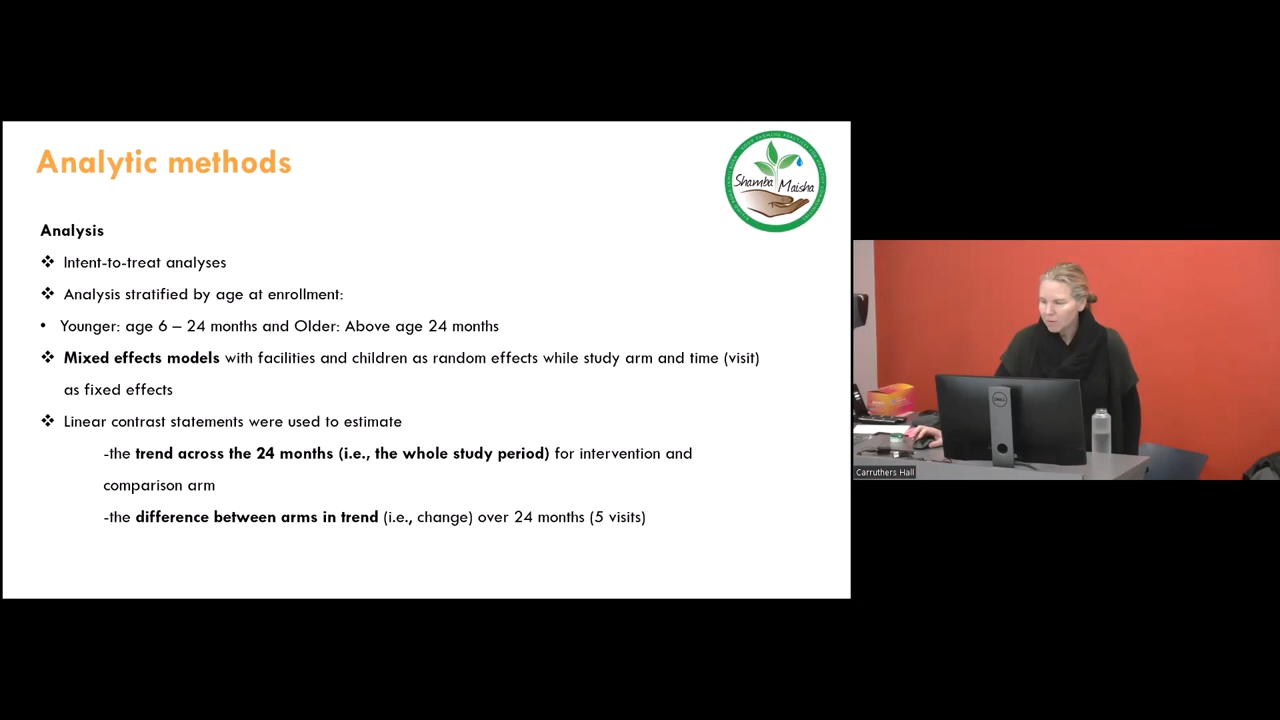 Analytic methods
Shamba Maisha
Analysis
❖ Intent-to-treat analyses
❖ Analysis stratified by age at enrollment:
• Younger: age 6 – 24 months and Older: Above age 24 months
❖ Mixed effects models with facilities and children as random effects while study arm and time (visit)
as fixed effects
❖ Linear contrast statements were used to estimate
-the trend across the 24 months (i.e., the whole study period) for intervention and
comparison arm
-the difference between arms in trend (i.e., change) over 24 months (5 visits)
DELL
Carruthers Hall